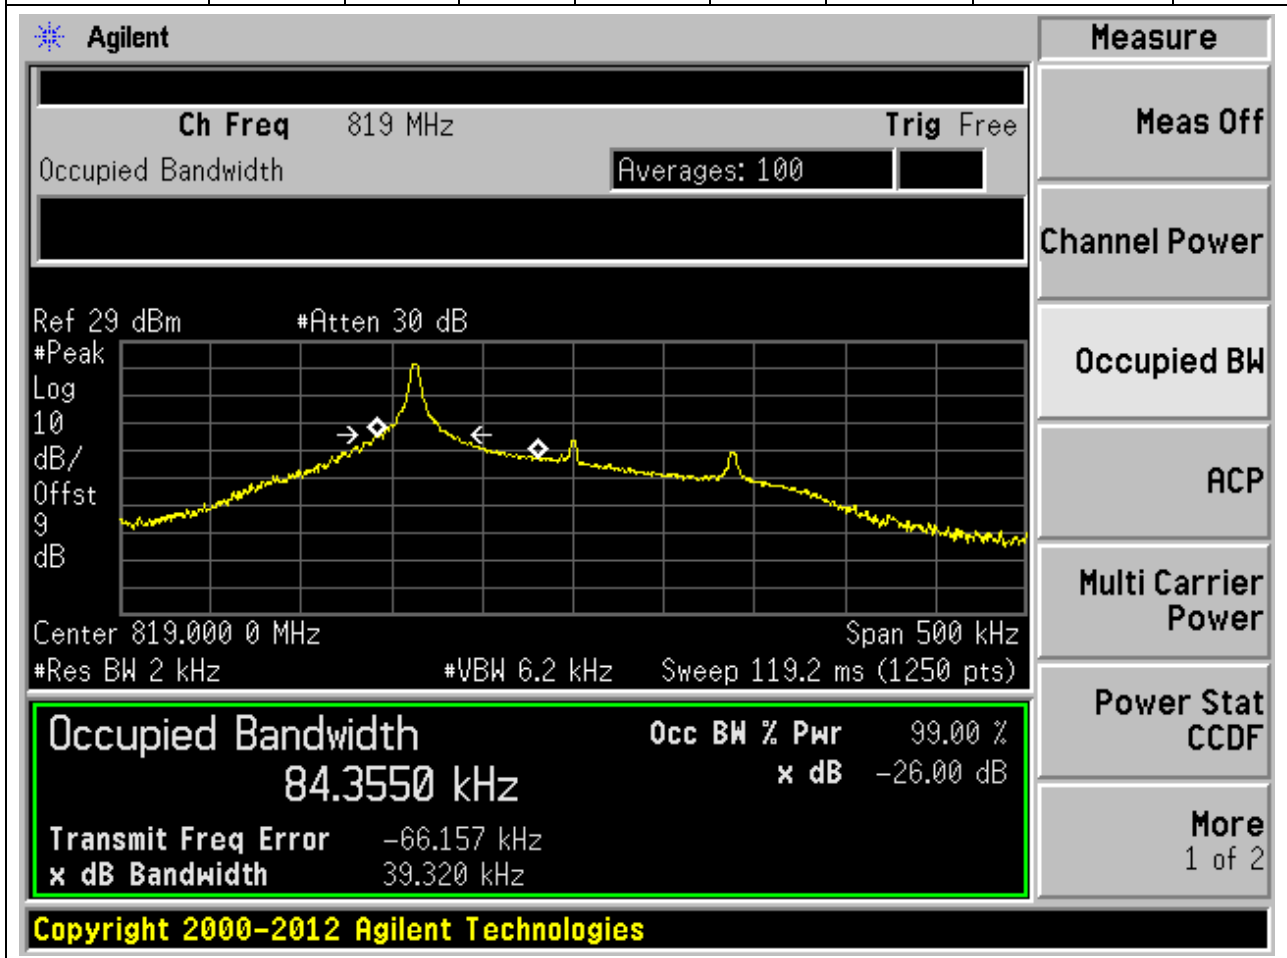 Agilent
Measure
Ch Freq 819 MHz Trig Free
Occupied Bandwidth Averages: 100
Ref 29 dBm #Atten 30 dB
#Peak
Log
10
dB/
Offst
9
dB
Center 819.000 0 MHz Span 500 kHz
#Res BW 2 kHz #VBW 6.2 kHz Sweep 119.2 ms (1250 pts)
Occupied Bandwidth Occ BW % Pwr 99.00 %
84.3550 kHz x dB -26.00 dB
Transmit Freq Error -66.157 kHz
x dB Bandwidth 39.320 kHz
Meas Off
Channel Power
Occupied BW
ACP
Multi Carrier
Power
Power Stat
CCDF
More
1 of 2
Copyright 2000-2012 Agilent Technologies